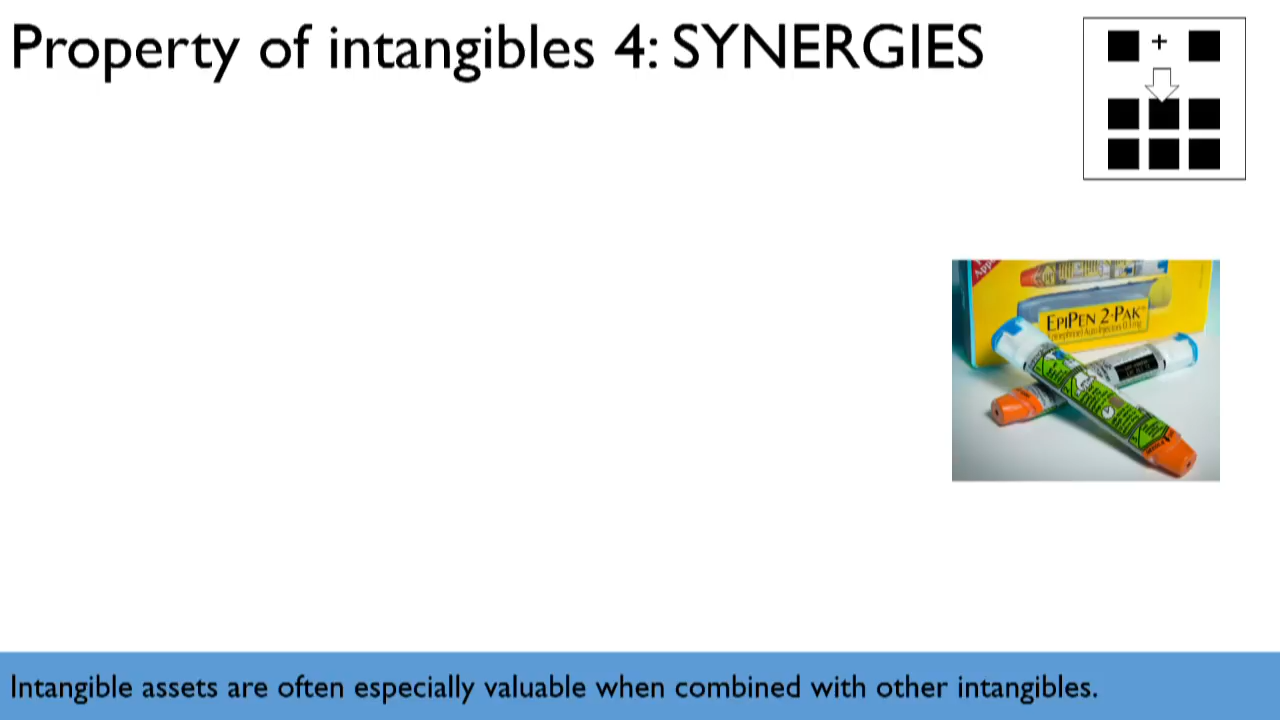 Property of intangibles 4: SYNERGIES
+
EPIPEN 2-PAK
Intangible assets are often especially valuable when combined with other intangibles.